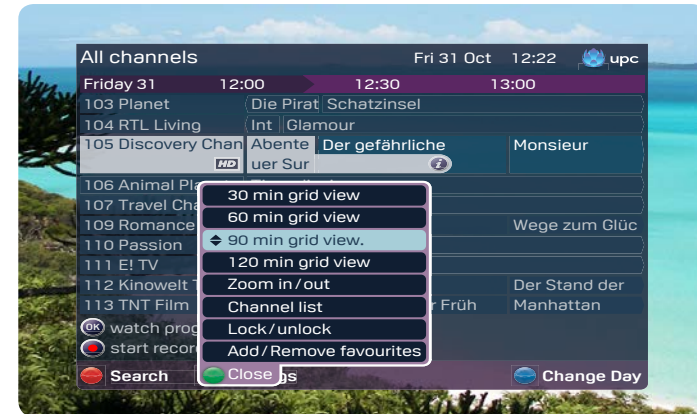 All channels Fri 31 Oct 12:22 upc
Friday 31 12:00 12:30 13:00
103 Planet Die Pirat Schatzinsel
104 RTL Living Int Glamour
105 Discovery Chan Abente Der gefährliche Monsieur
HD uer Sur i
106 Animal Pl
30 min grid view
107 Travel Cha
60 min grid view
109 Romance Wege zum Glüc
90 min grid view.
110 Passion
111 E! TV
120 min grid view
112 Kinowelt Der Stand der
Zoom in/out
113 TNT Film Früh Manhattan
Channel list
OK watch prog
Lock/unlock
start recor
Add/Remove favourites
Search Close gs Change Day